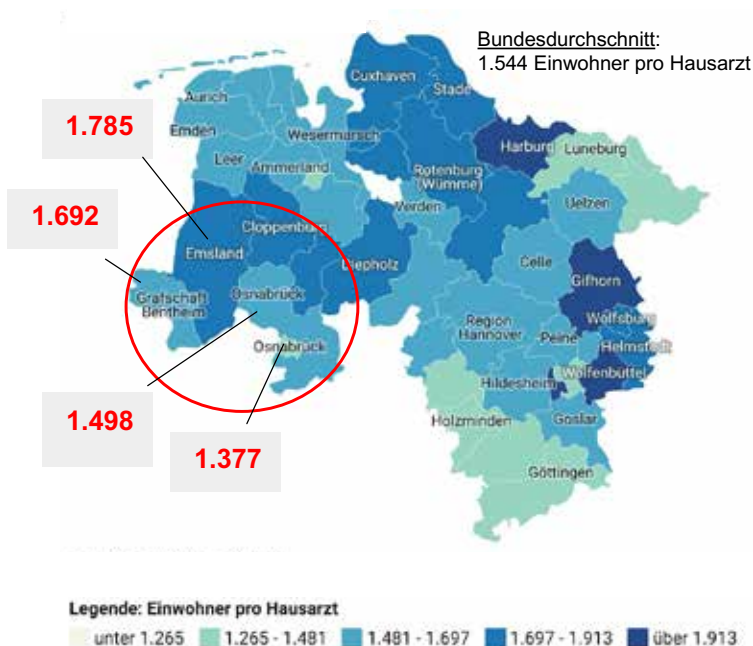 Bundesdurchschnitt:
1.544 Einwohner pro Hausarzt
Cuxhaven
Stade
Aurich
1.785
Emden
Wesermarsch
Harburg
Lüneburg
Leer
Ammerland
Rotenburg
(Wümme)
1.692
Verden
Uelzen
Cloppenburg
Emsland
Diepholz
Celle
Gifhorn
Grafschaft
Bentheim
Osnabrück
Region
Hannover
Peine
Wolfsburg
Helmstedt
Osnabrück
Hildesheim
Wolfenbüttel
1.498
1.377
Holzminden
Goslar
Göttingen
Legende: Einwohner pro Hausarzt
unter 1.265 1.265 - 1.481 1.481 - 1.697 1.697 - 1.913 über 1.913